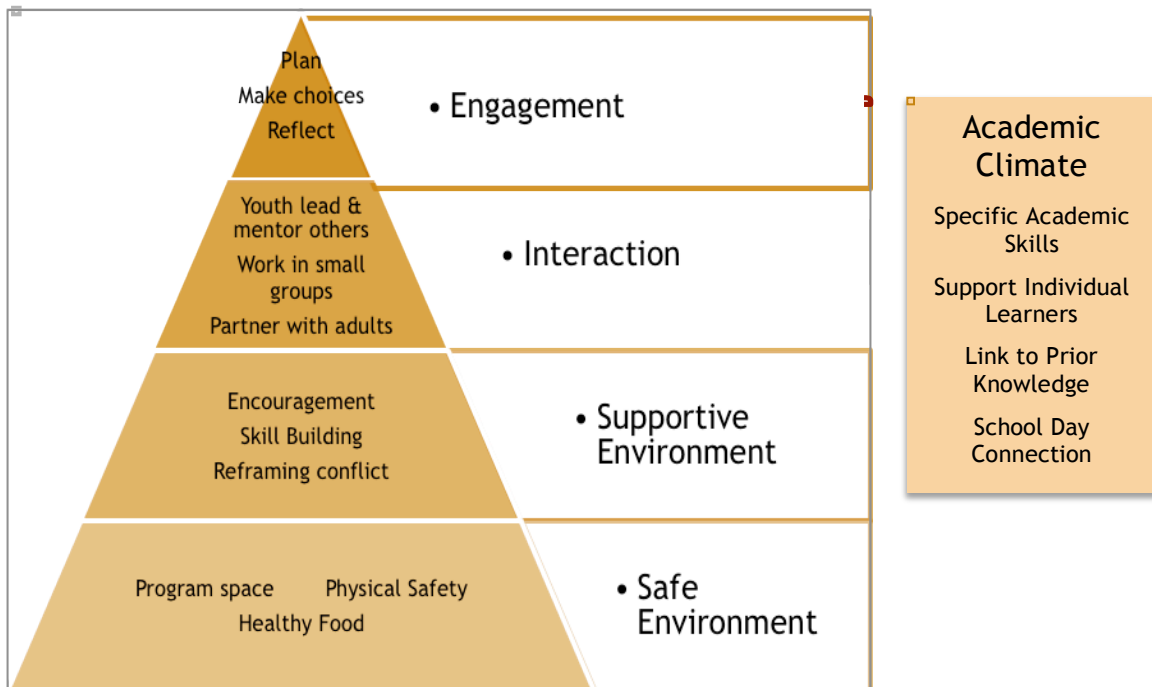 Plan
Make choices
Reflect
• Engagement
Youth lead &
mentor others
Work in small
groups
Partner with adults
• Interaction
Encouragement
Skill Building
Reframing conflict
• Supportive
Environment
Program space Physical Safety
Healthy Food
• Safe
Environment
Academic
Climate
Specific Academic
Skills
Support Individual
Learners
Link to Prior
Knowledge
School Day
Connection